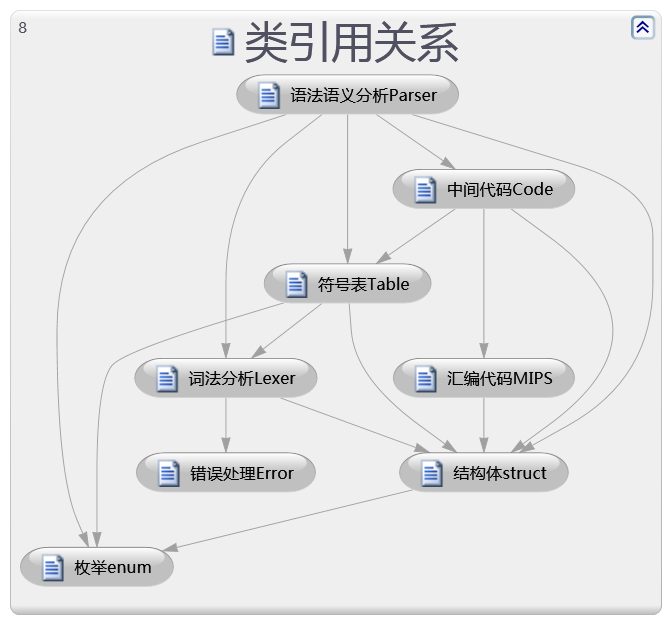 8
类引用关系
语法语义分析Parser
中间代码Code
符号表Table
词法分析Lexer
汇编代码MIPS
错误处理Error
结构体struct
枚举enum